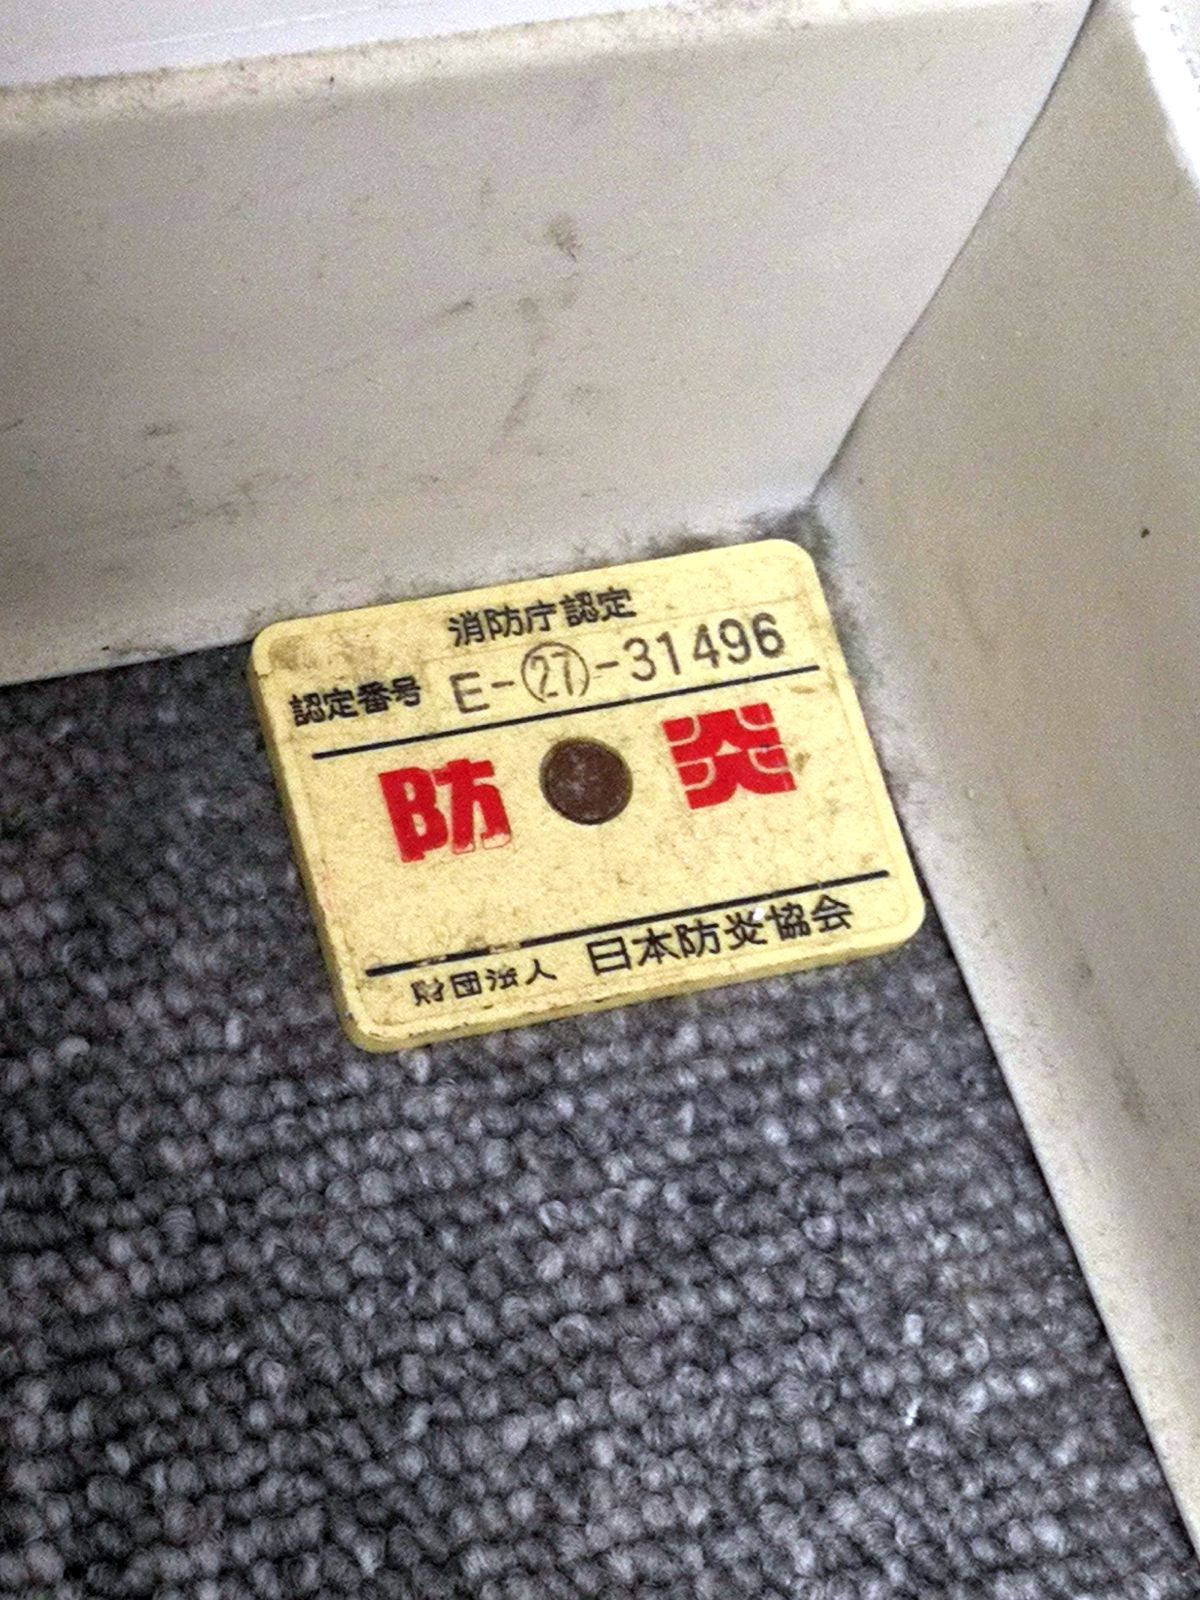 消防庁認定
認定番号 E-㉗-31496
防炎
財団法人 日本防炎協会